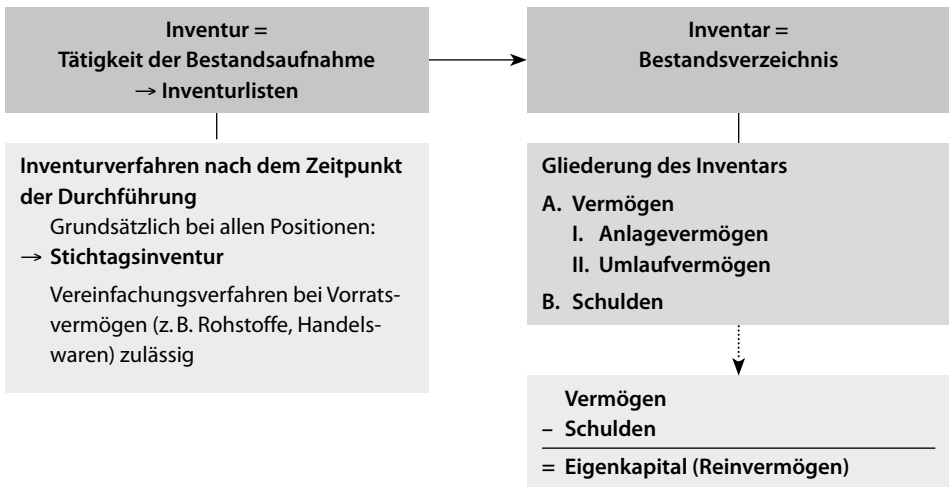 Inventur =
Tätigkeit der Bestandsaufnahme
→ Inventurlisten
Inventar =
Bestandsverzeichnis
Inventurverfahren nach dem Zeitpunkt
der Durchführung
Grundsätzlich bei allen Positionen:
→ Stichtagsinventur
Vereinfachungsverfahren bei Vorrats-
vermögen (z. B. Rohstoffe, Handels-
waren) zulässig
Gliederung des Inventars
A. Vermögen
I. Anlagevermögen
II. Umlaufvermögen
B. Schulden
Vermögen
– Schulden
= Eigenkapital (Reinvermögen)